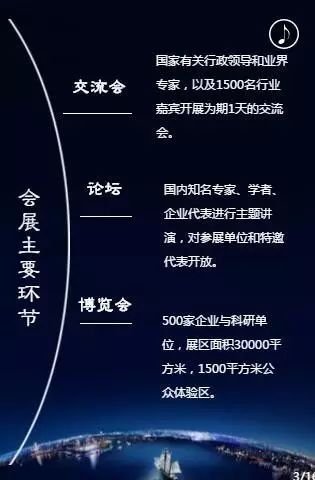 会展主要环节
交流会
国家有关行政领导和业界
专家，以及1500名行业
嘉宾开展为期1天的交流
会。
论坛
国内知名专家、学者、
企业代表进行主题讲
演，对参展单位和特邀
代表开放。
博览会
500家企业与科研单
位，展区面积30000平
方米，1500平方米公
众体验区。